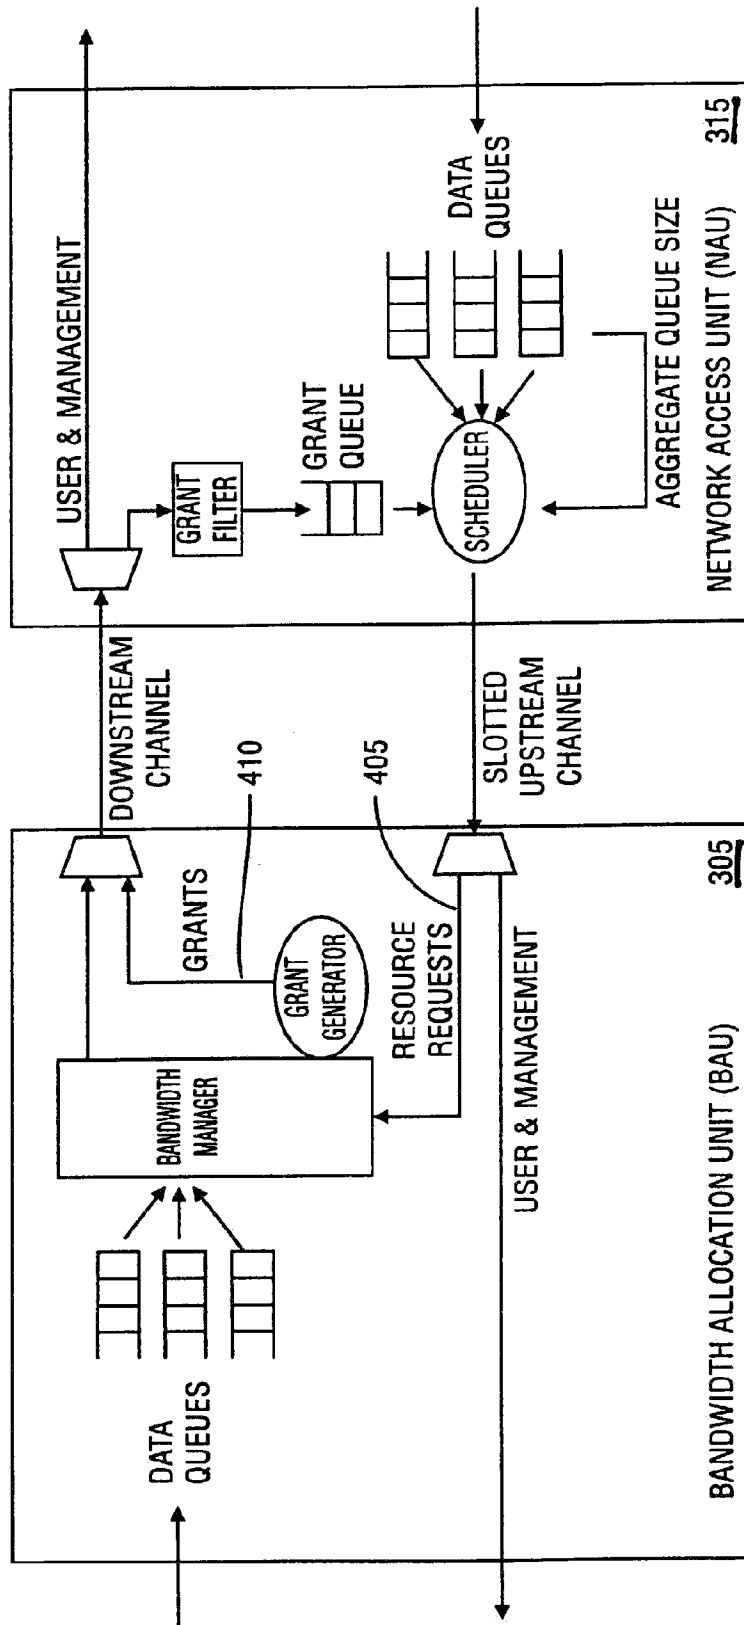 DATA
QUEUES
BANDWIDTH
MANAGER
GRANT
GENERATOR
GRANTS
410
RESOURCE
REQUESTS
405
USER & MANAGEMENT
BANDWIDTH ALLOCATION UNIT (BAU)
305
DOWNSTREAM
CHANNEL
SLOTTED
UPSTREAM
CHANNEL
USER & MANAGEMENT
GRANT
FILTER
GRANT
QUEUE
SCHEDULER
DATA
QUEUES
AGGREGATE QUEUE SIZE
NETWORK ACCESS UNIT (NAU)
315